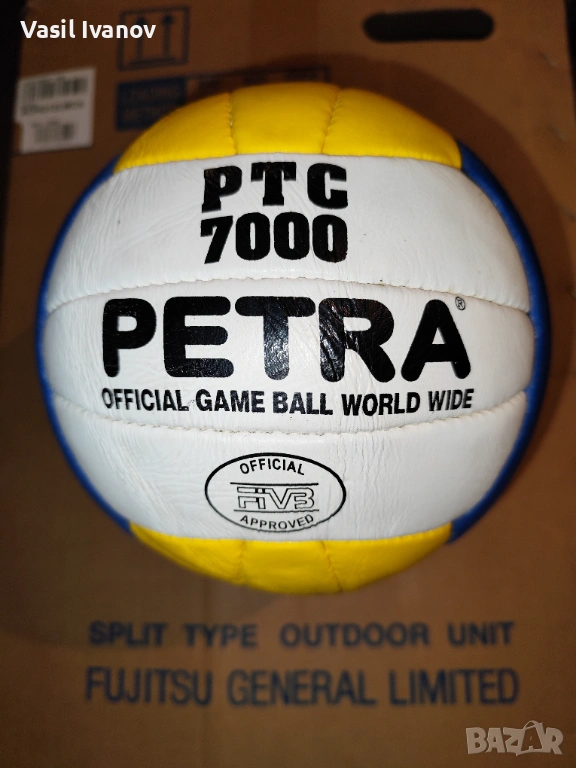 Vasil Ivanov
PTC
7000
PETRA®
OFFICIAL GAME BALL WORLD WIDE
OFFICIAL
FIVB
APPROVED
SPLIT TYPE OUTDOOR UNIT
FUJITSU GENERAL LIMITED
BAZAR